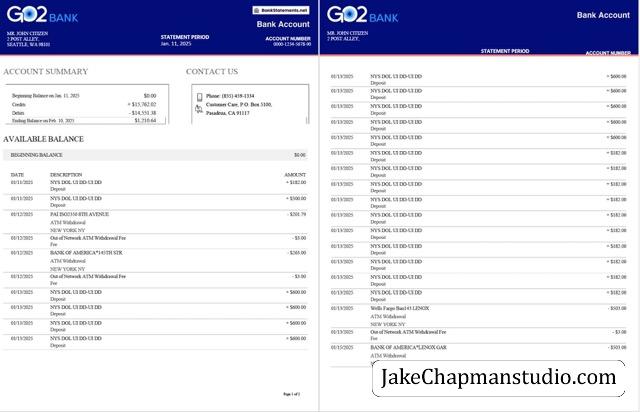 GO2 BANK
BankStatements.net
Bank Account
MR. JOHN CITIZEN
2 POST ALLEY,
SEATTLE, WA 98101
STATEMENT PERIOD
Jan. 11, 2025
ACCOUNT NUMBER
0000-1234-5678-00
ACCOUNT SUMMARY
Beginning Balance on Jan. 11, 2025 $0.00
Credits + $15,762.02
Debits - $14,551.38
Ending Balance on Feb. 10, 2025 $1,210.64
CONTACT US
Phone: (855) 459-1334
Customer Care, P.O. Box 5100,
Pasadena, CA 91117
AVAILABLE BALANCE
BEGINNING BALANCE $0.00
DATE DESCRIPTION AMOUNT
01/11/2025 NYS DOL UI DD-UI DD + $182.00
Deposit
01/11/2025 NYS DOL UI DD-UI DD + $300.00
Deposit
01/12/2025 PAI ISO2350 8TH AVENUE - $201.79
ATM Withdrawal
NEW YORK NY
01/12/2025 Out of Network ATM Withdrawal Fee - $3.00
Fee
01/12/2025 BANK OF AMERICA*145TH STR - $263.00
ATM Withdrawal
NEW YORK NY
01/12/2025 Out of Network ATM Withdrawal Fee - $3.00
Fee
01/13/2025 NYS DOL UI DD-UI DD + $600.00
Deposit
01/13/2025 NYS DOL UI DD-UI DD + $600.00
Deposit
01/13/2025 NYS DOL UI DD-UI DD + $600.00
Deposit
01/13/2025 NYS DOL UI DD-UI DD + $600.00
Deposit
Page 1 of 2
GO2 BANK
Bank Account
MR. JOHN CITIZEN
2 POST ALLEY,
STATEMENT PERIOD
ACCOUNT NUMBER
01/13/2025 NYS DOL UI DD-UI DD + $600.00
Deposit
01/13/2025 NYS DOL UI DD-UI DD + $600.00
Deposit
01/13/2025 NYS DOL UI DD-UI DD + $600.00
Deposit
01/13/2025 NYS DOL UI DD-UI DD + $600.00
Deposit
01/13/2025 NYS DOL UI DD-UI DD + $600.00
Deposit
01/13/2025 NYS DOL UI DD-UI DD + $182.00
Deposit
01/13/2025 NYS DOL UI DD-UI DD + $182.00
Deposit
01/13/2025 NYS DOL UI DD-UI DD + $182.00
Deposit
01/13/2025 NYS DOL UI DD-UI DD + $182.00
Deposit
01/13/2025 NYS DOL UI DD-UI DD + $182.00
Deposit
01/13/2025 NYS DOL UI DD-UI DD + $182.00
Deposit
01/13/2025 NYS DOL UI DD-UI DD + $182.00
Deposit
01/13/2025 NYS DOL UI DD-UI DD + $182.00
Deposit
01/13/2025 NYS DOL UI DD-UI DD + $182.00
Deposit
01/13/2025 NYS DOL UI DD-UI DD + $182.00
Deposit
01/13/2025 Wells Fargo Banl 43 LENOX - $503.00
ATM Withdrawal
NEW YORK NY
01/13/2025 Out of Network ATM Withdrawal Fee - $3.00
Fee
01/15/2025 BANK OF AMERICA*LENOX GAR - $503.00
ATM Withdrawal
JakeChapmanstudio.com